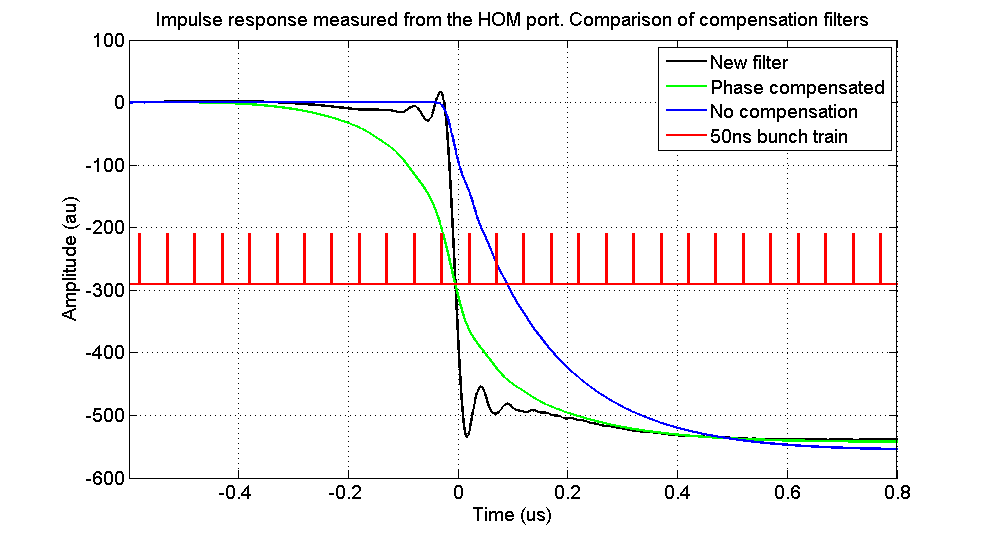 Impulse response measured from the HOM port. Comparison of compensation filters
100
0
-100
-200
-300
-400
-500
-600
Amplitude (au)
New filter
Phase compensated
No compensation
50ns bunch train
-0.4
-0.2
0
0.2
0.4
0.6
0.8
Time (us)